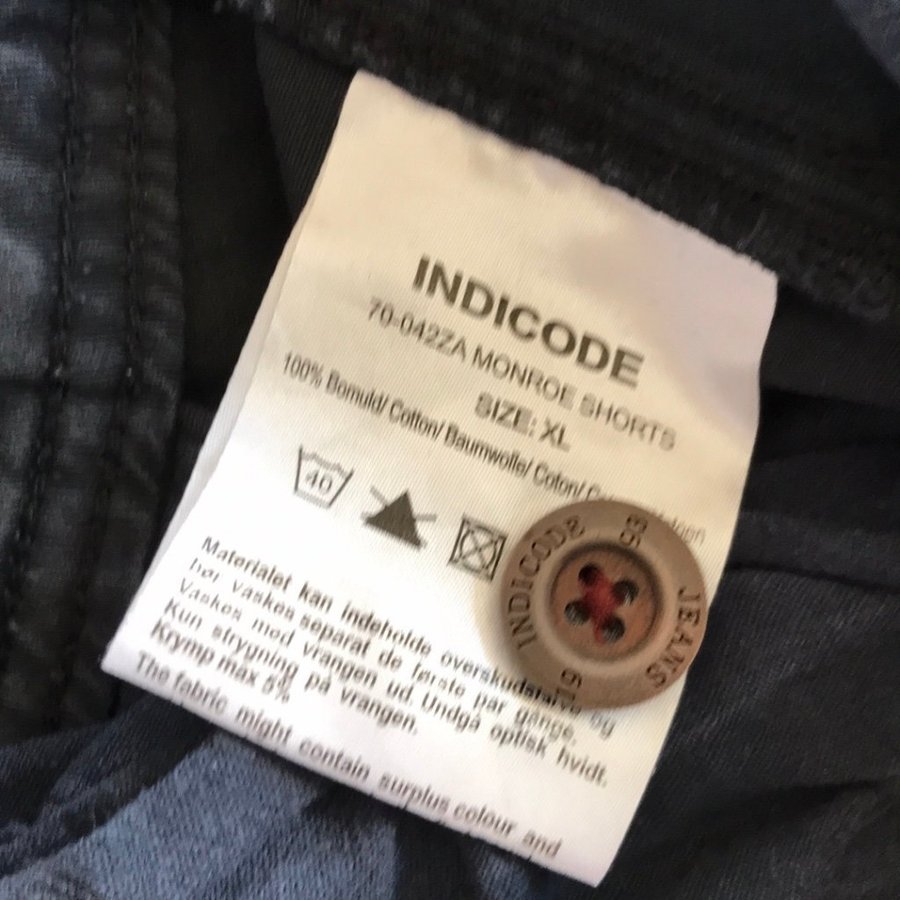 INDICODE
70-042ZA MONROE SHORTS
SIZE: XL
100% Bomuld/ Cotton/ Baumwolle/ Coton/
40
Materialet kan indeholde overskudsfarve og
bør vaskes separat de første par gange.
Vaskes med vrangen ud. Undgå optisk hvidt.
Kun strygning på vrangen.
Krymp max 5%
The fabric might contain surplus colour and
INDICODE
JEANS
19
93